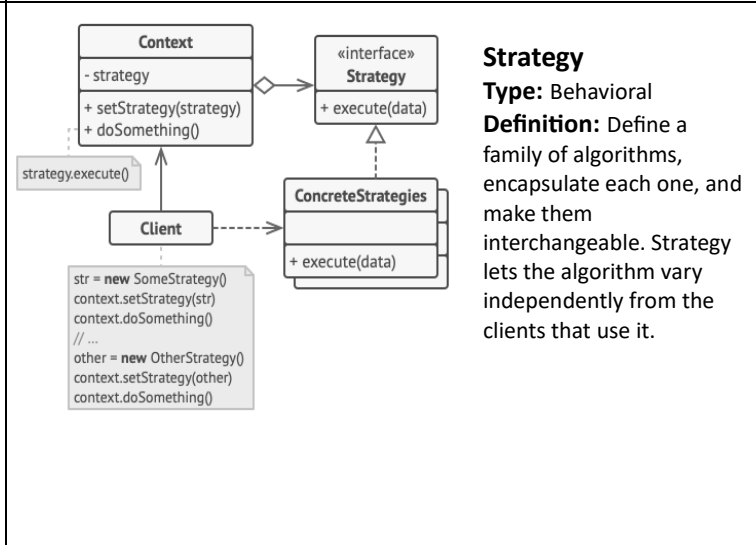 Context
- strategy
+ setStrategy(strategy)
+ doSomething()
strategy.execute()
«interface»
Strategy
+ execute(data)
ConcreteStrategies
+ execute(data)
Client
str = new SomeStrategy()
context.setStrategy(str)
context.doSomething()
// ...
other = new OtherStrategy()
context.setStrategy(other)
context.doSomething()
Strategy
Type: Behavioral
Definition: Define a
family of algorithms,
encapsulate each one, and
make them
interchangeable. Strategy
lets the algorithm vary
independently from the
clients that use it.